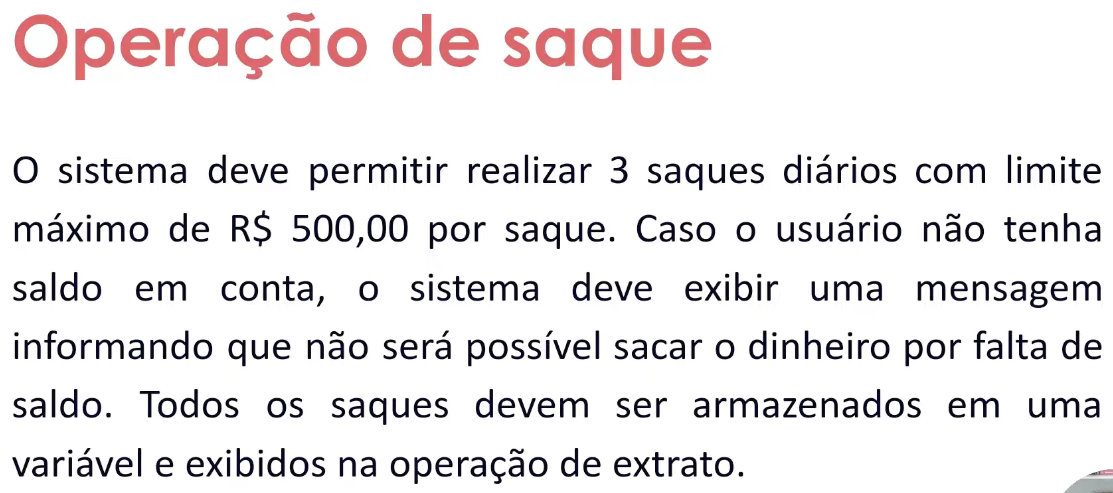 Operação de saque
O sistema deve permitir realizar 3 saques diários com limite
máximo de R$ 500,00 por saque. Caso o usuário não tenha
saldo em conta, o sistema deve exibir uma mensagem
informando que não será possível sacar o dinheiro por falta de
saldo. Todos os saques devem ser armazenados em uma
variável e exibidos na operação de extrato.